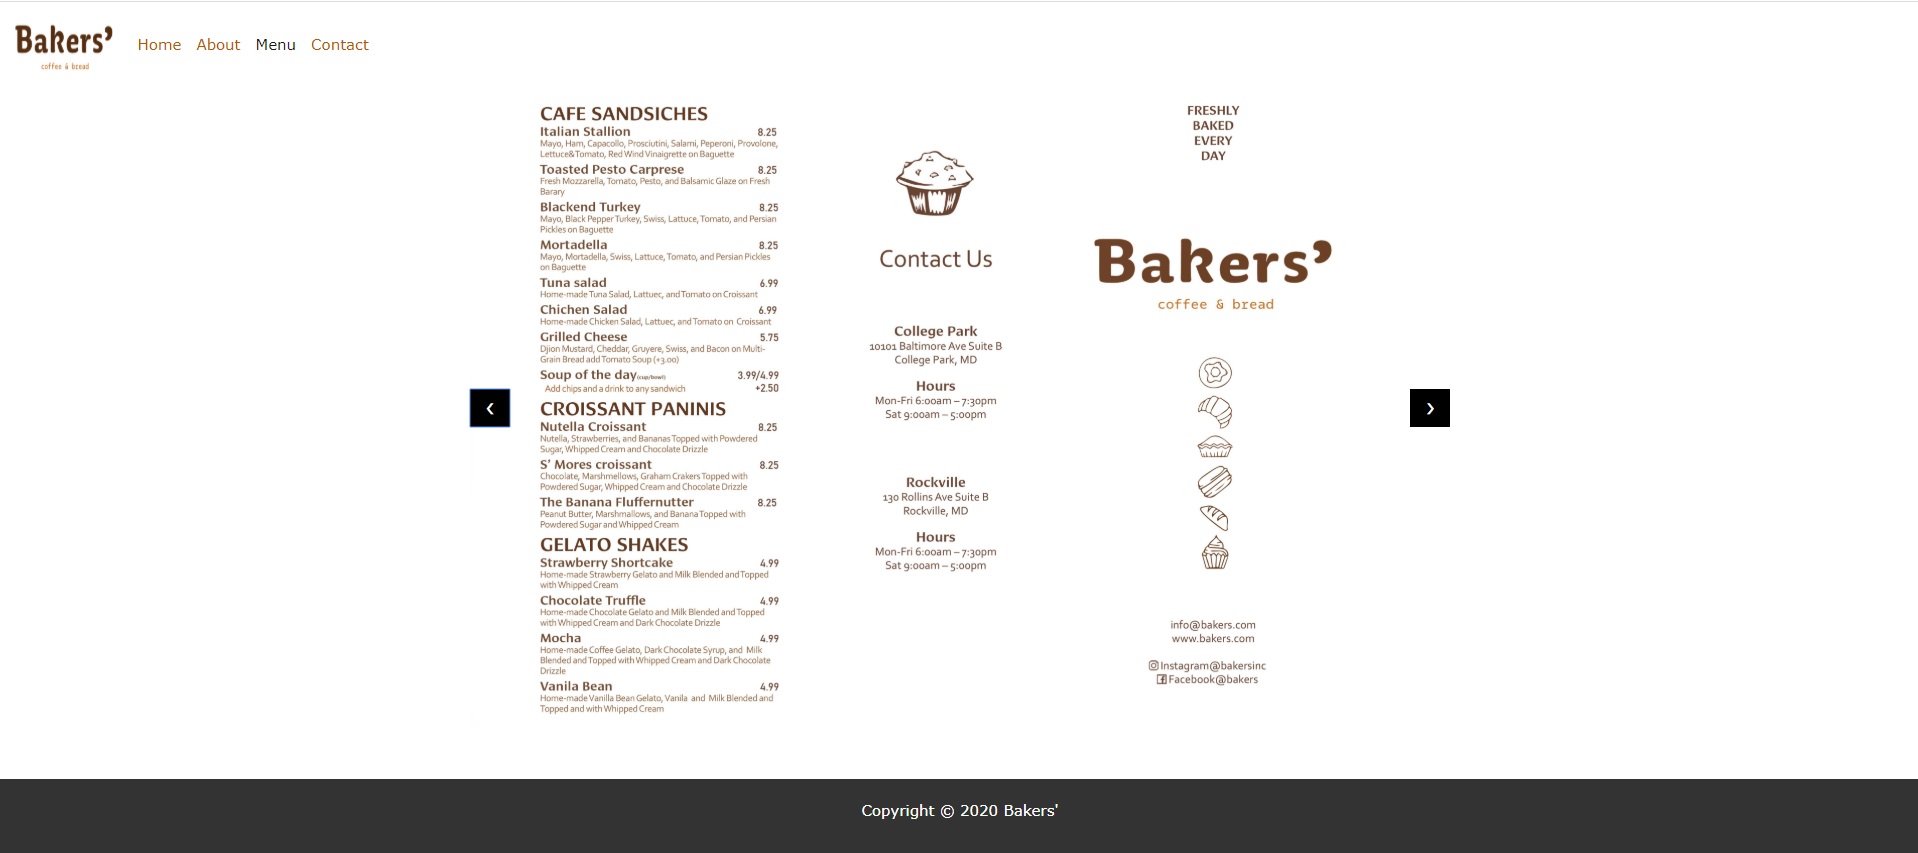 Bakers’
coffee & bread
Home About Menu Contact
CAFE SANDSICHES
Italian Stallion 8.25
Mayo, Ham, Capacollo, Prosciutini, Salami, Peperoni, Provolone,
Lettuce&Tomato, Red Wind Vinaigrette on Baguette
Toasted Pesto Carprese 8.25
Fresh Mozzarella, Tomato, Pesto, and Balsamic Glaze on Fresh
Barary
Blackend Turkey 8.25
Mayo, Black Pepper Turkey, Swiss, Lattuce, Tomato, and Persian
Pickles on Baguette
Mortadella 8.25
Mayo, Mortadella, Swiss, Lattuce, Tomato, and Persian Pickles
on Baguette
Tuna salad 6.99
Home-made Tuna Salad, Lattuec, and Tomato on Croissant
Chichen Salad 6.99
Home-made Chicken Salad, Lattuec, and Tomato on Croissant
Grilled Cheese 5.75
Djion Mustard, Cheddar, Gruyere, Swiss, and Bacon on Multi-
Grain Bread add Tomato Soup (+3.00)
Soup of the day(cup/bowl) 3.99/4.99
Add chips and a drink to any sandwich +2.50
CROISSANT PANINIS
Nutella Croissant 8.25
Nutella, Strawberries, and Bananas Topped with Powdered
Sugar, Whipped Cream and Chocolate Drizzle
S’ Mores croissant 8.25
Chocolate, Marshmellows, Graham Crakers Topped with
Powdered Sugar, Whipped Cream and Chocolate Drizzle
The Banana Fluffernutter 8.25
Peanut Butter, Marshmallows, and Banana Topped with
Powdered Sugar and Whipped Cream
GELATO SHAKES
Strawberry Shortcake 4.99
Home-made Strawberry Gelato and Milk Blended and Topped
with Whipped Cream
Chocolate Truffle 4.99
Home-made Chocolate Gelato and Milk Blended and Topped
with Whipped Cream and Dark Chocolate Drizzle
Mocha 4.99
Home-made Coffee Gelato, Dark Chocolate Syrup, and Milk
Blended and Topped with Whipped Cream and Dark Chocolate
Drizzle
Vanila Bean 4.99
Home-made Vanilla Bean Gelato, Vanila and Milk Blended and
Topped and with Whipped Cream
Contact Us
College Park
10101 Baltimore Ave Suite B
College Park, MD
Hours
Mon-Fri 6:00am – 7:30pm
Sat 9:00am – 5:00pm
Rockville
130 Rollins Ave Suite B
Rockville, MD
Hours
Mon-Fri 6:00am – 7:30pm
Sat 9:00am – 5:00pm
FRESHLY
BAKED
EVERY
DAY
Bakers’
coffee & bread
info@bakers.com
www.bakers.com
Instagram@bakersinc
Facebook@bakers
‹ ›
Copyright © 2020 Bakers'